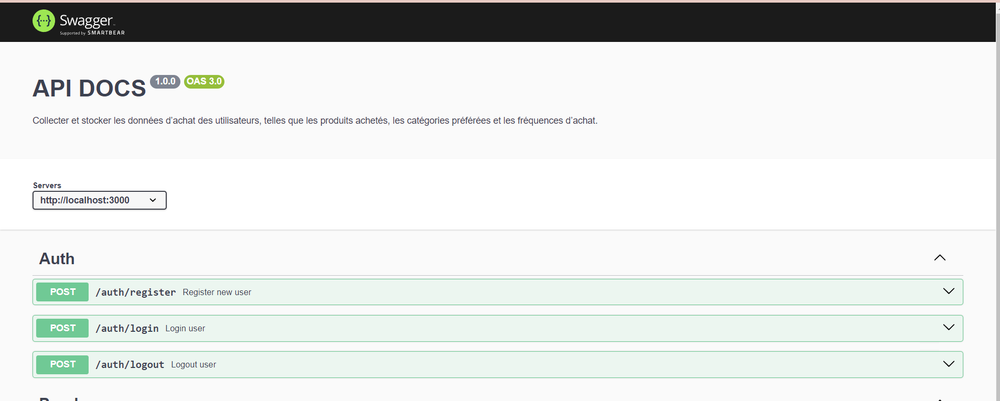 Swagger
Supported by SMARTBEAR
API DOCS 1.0.0 OAS 3.0
Collecter et stocker les données d’achat des utilisateurs, telles que les produits achetés, les catégories préférées et les fréquences d’achat.
Servers
http://localhost:3000
Auth
POST /auth/register Register new user
POST /auth/login Login user
POST /auth/logout Logout user